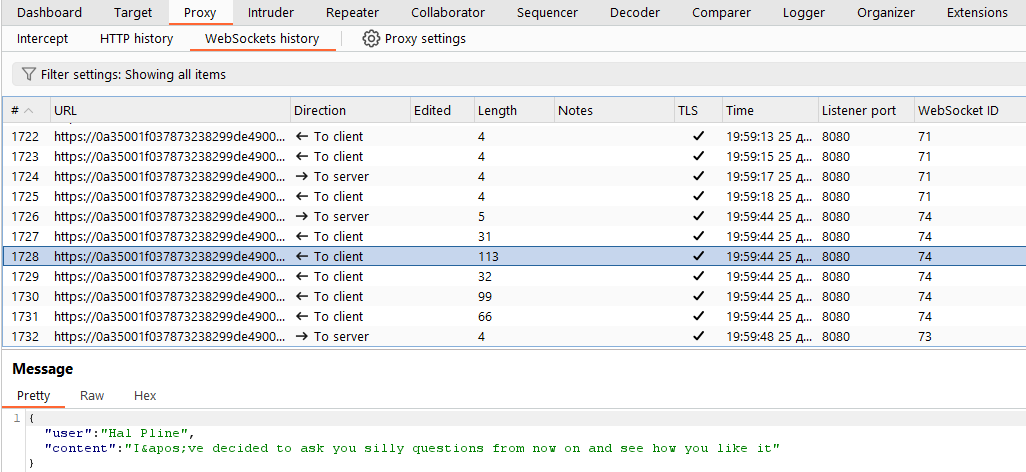 Dashboard Target Proxy Intruder Repeater Collaborator Sequencer Decoder Comparer Logger Organizer Extensions
Intercept HTTP history WebSockets history Proxy settings
Filter settings: Showing all items
# URL Direction Edited Length Notes TLS Time Listener port WebSocket ID
1722 https://0a35001f037873238299de4900... ← To client 4 ✓ 19:59:13 25 д... 8080 71
1723 https://0a35001f037873238299de4900... ← To client 4 ✓ 19:59:15 25 д... 8080 71
1724 https://0a35001f037873238299de4900... → To server 4 ✓ 19:59:17 25 д... 8080 71
1725 https://0a35001f037873238299de4900... ← To client 4 ✓ 19:59:18 25 д... 8080 71
1726 https://0a35001f037873238299de4900... → To server 5 ✓ 19:59:44 25 д... 8080 74
1727 https://0a35001f037873238299de4900... ← To client 31 ✓ 19:59:44 25 д... 8080 74
1728 https://0a35001f037873238299de4900... ← To client 113 ✓ 19:59:44 25 д... 8080 74
1729 https://0a35001f037873238299de4900... ← To client 32 ✓ 19:59:44 25 д... 8080 74
1730 https://0a35001f037873238299de4900... ← To client 99 ✓ 19:59:44 25 д... 8080 74
1731 https://0a35001f037873238299de4900... ← To client 66 ✓ 19:59:44 25 д... 8080 74
1732 https://0a35001f037873238299de4900... → To server 4 ✓ 19:59:48 25 д... 8080 73
Message
Pretty Raw Hex
1 {
"user":"Hal Pline",
"content":"I&apos;ve decided to ask you silly questions from now on and see how you like it"
}